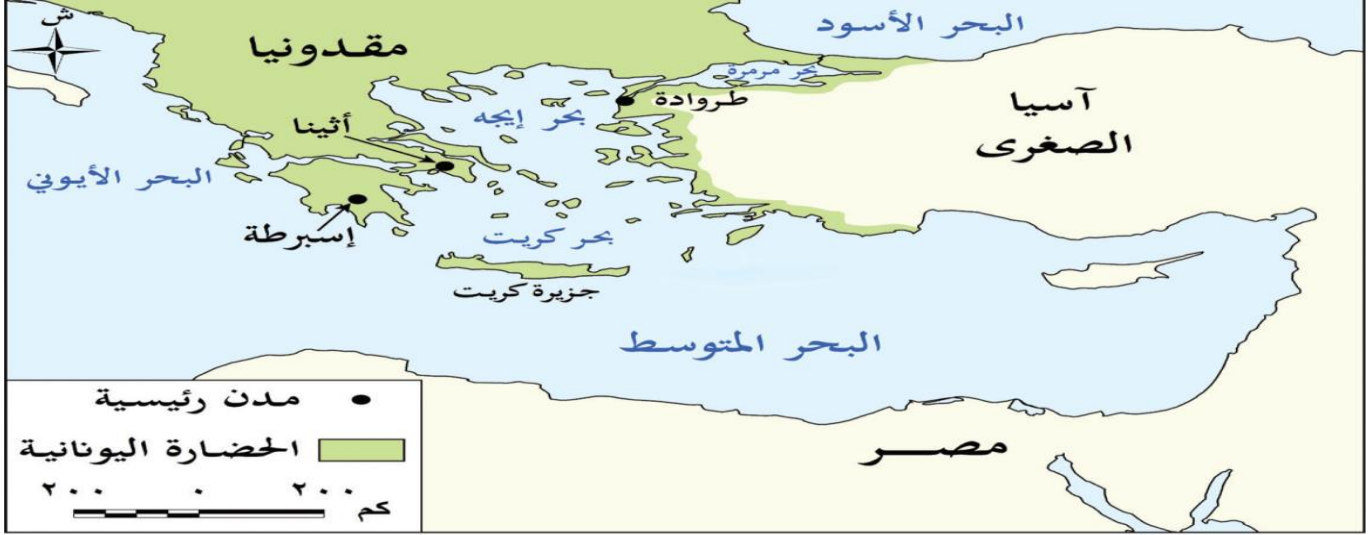 ش
البحر الأسود
مقدونيا
بحر مرمرة
طروادة
آسيا
الصغرى
بحر إيجه
أثينا
البحر الأيوني
إسبرطة
بحر كريت
جزيرة كريت
البحر المتوسط
مصر
مدن رئيسية
الحضارة اليونانية
٢٠٠ ٠ ٢٠٠ كم